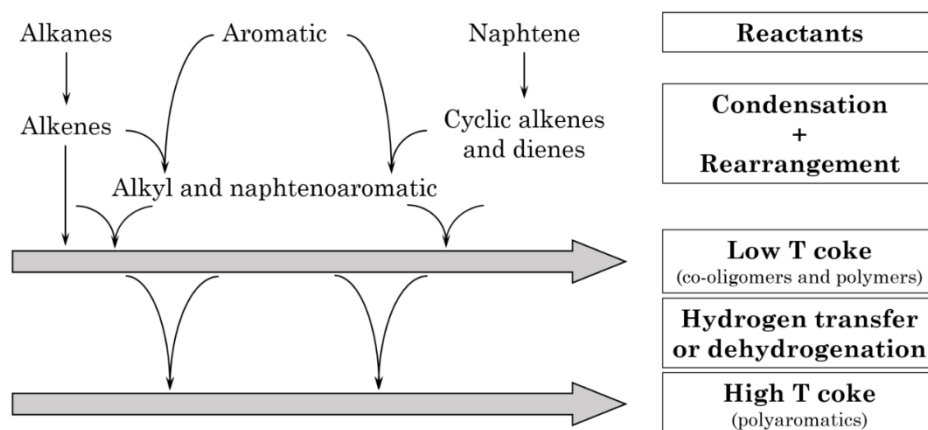 Alkanes
Aromatic
Naphtene
Reactants
Alkenes
Cyclic alkenes
and dienes
Condensation
+
Rearrangement
Alkyl and naphtenoaromatic
Low T coke
(co-oligomers and polymers)
Hydrogen transfer
or dehydrogenation
High T coke
(polyaromatics)